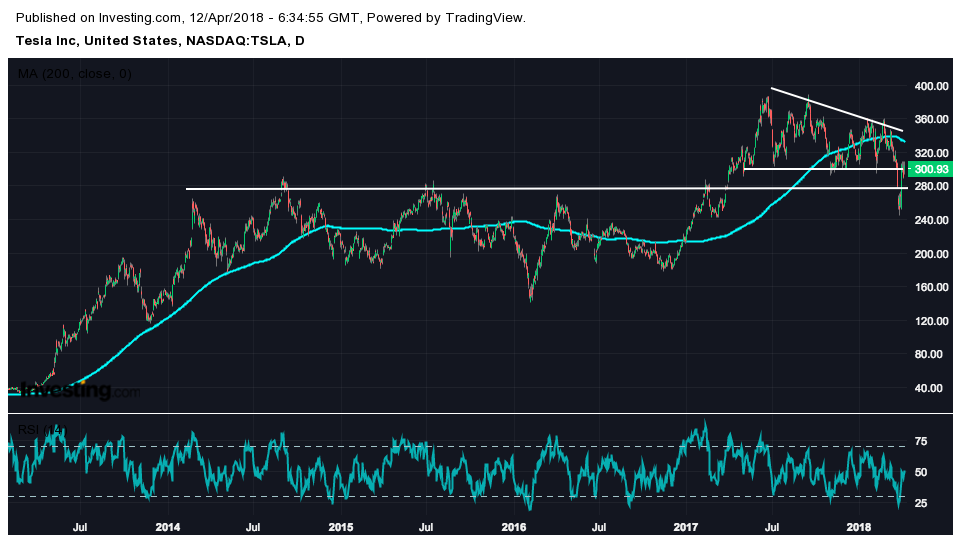 Published on Investing.com, 12/Apr/2018 - 6:34:55 GMT, Powered by TradingView.
Tesla Inc, United States, NASDAQ:TSLA, D
MA (200, close, 0)
400.00
360.00
320.00
300.93
280.00
240.00
200.00
160.00
120.00
80.00
40.00
Investing.com
RSI (14)
75
50
25
Jul 2014 Jul 2015 Jul 2016 Jul 2017 Jul 2018